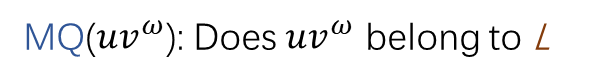 MQ(𝑢𝑣^𝜔): Does 𝑢𝑣^𝜔 belong to L